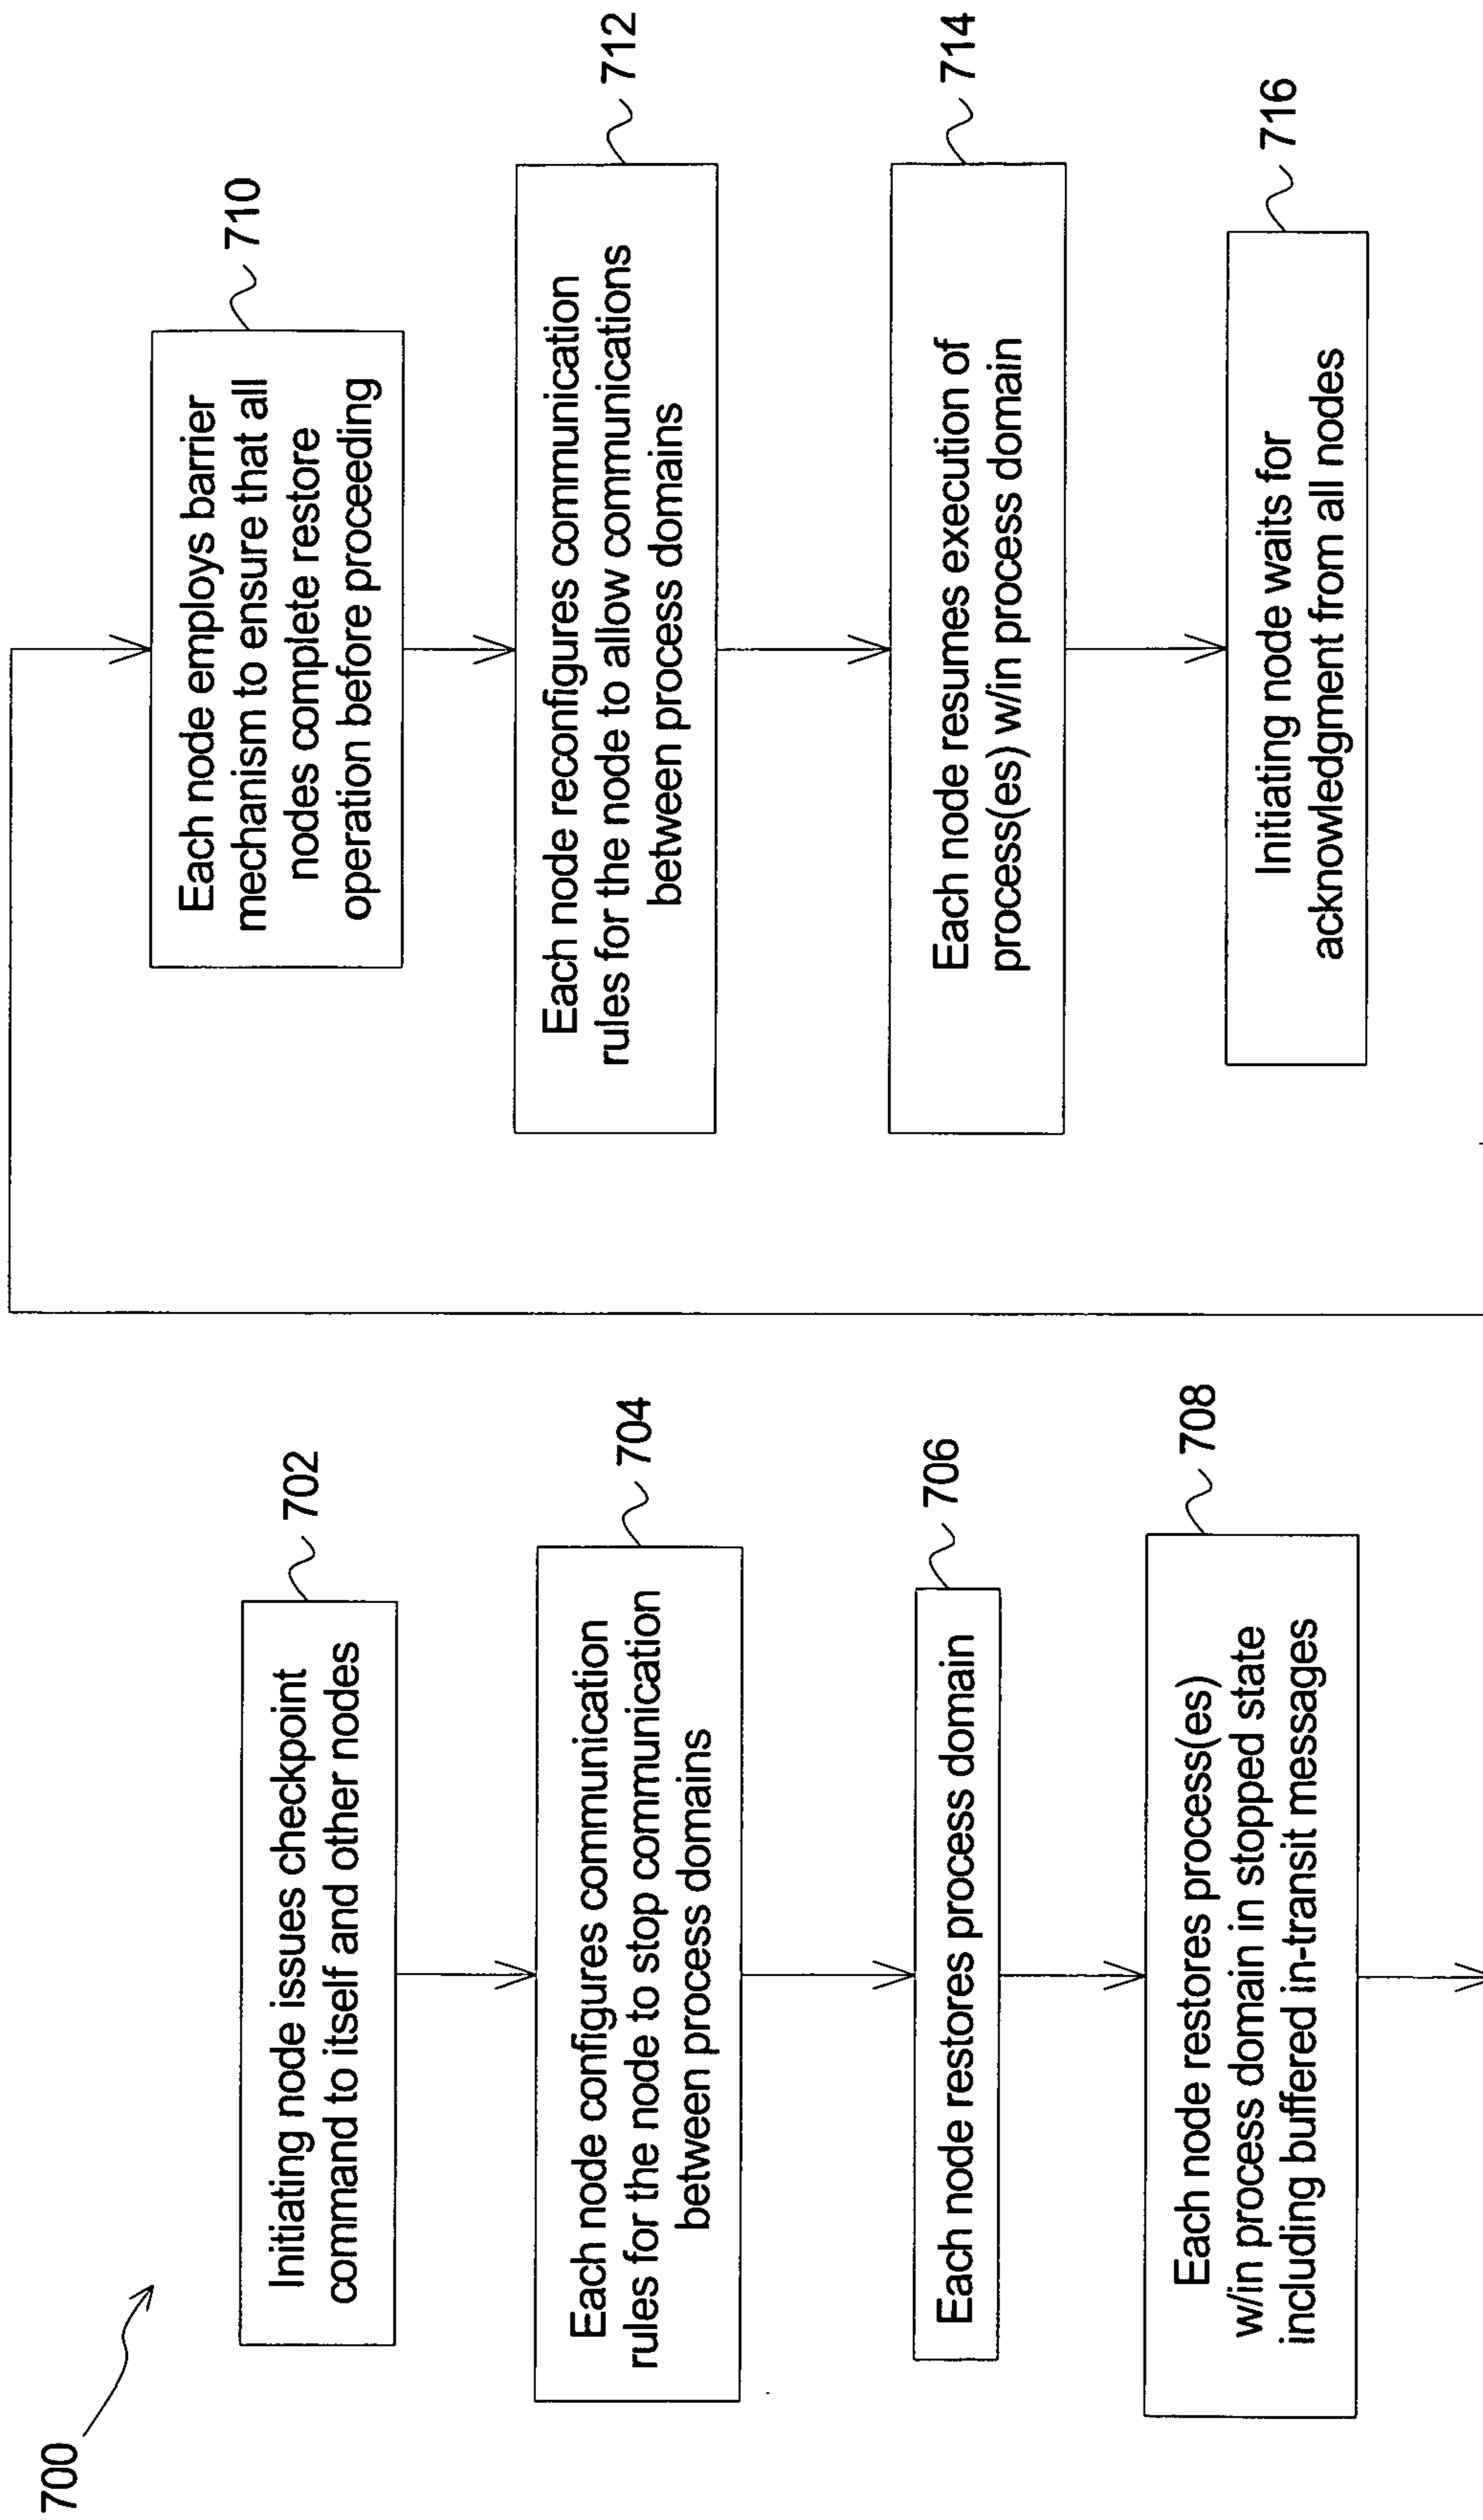 700
Initiating node issues checkpoint
command to itself and other nodes
702
Each node configures communication
rules for the node to stop communication
between process domains
704
Each node restores process domain
706
Each node restores process(es)
w/in process domain in stopped state
including buffered in-transit messages
708
Each node employs barrier
mechanism to ensure that all
nodes complete restore
operation before proceeding
710
Each node reconfigures communication
rules for the node to allow communications
between process domains
712
Each node resumes execution of
process(es) w/in process domain
714
Initiating node waits for
acknowledgment from all nodes
716